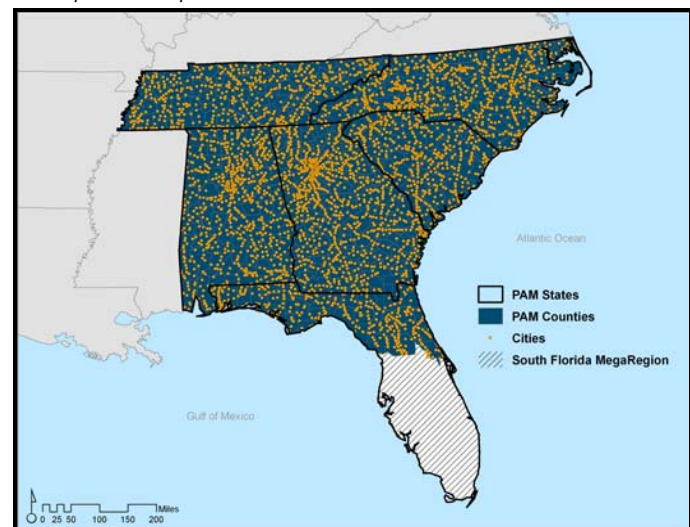 Atlantic Ocean
PAM States
PAM Counties
Cities
South Florida MegaRegion
Gulf of Mexico
Miles
0 25 50 100 150 200